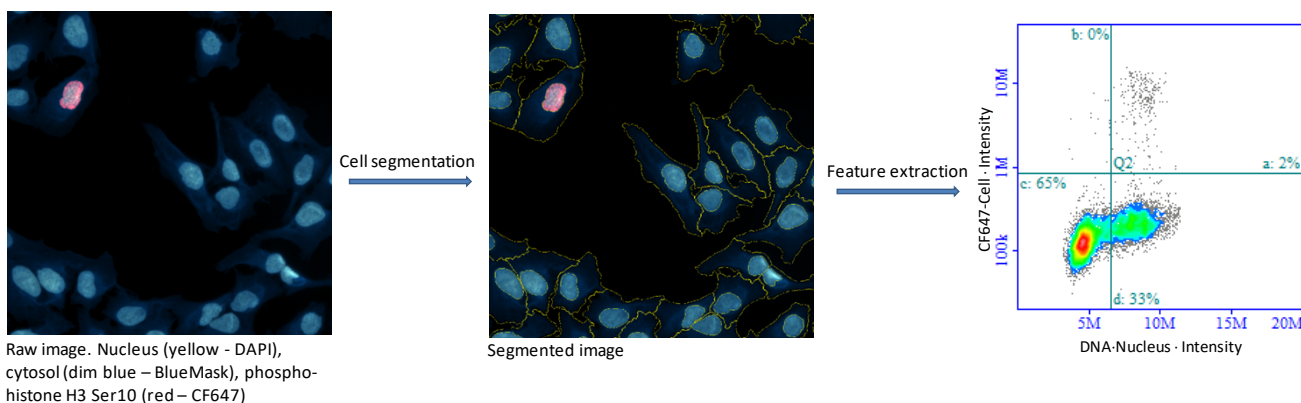 Cell segmentation
Feature extraction
Raw image. Nucleus (yellow - DAPI),
cytosol (dim blue – BlueMask), phospho-
histone H3 Ser10 (red – CF647)
Segmented image
b: 0%
10M
1M
100k
CF647-Cell · Intensity
Q2
a: 2%
c: 65%
d: 33%
5M
10M
15M
20M
DNA·Nucleus · Intensity